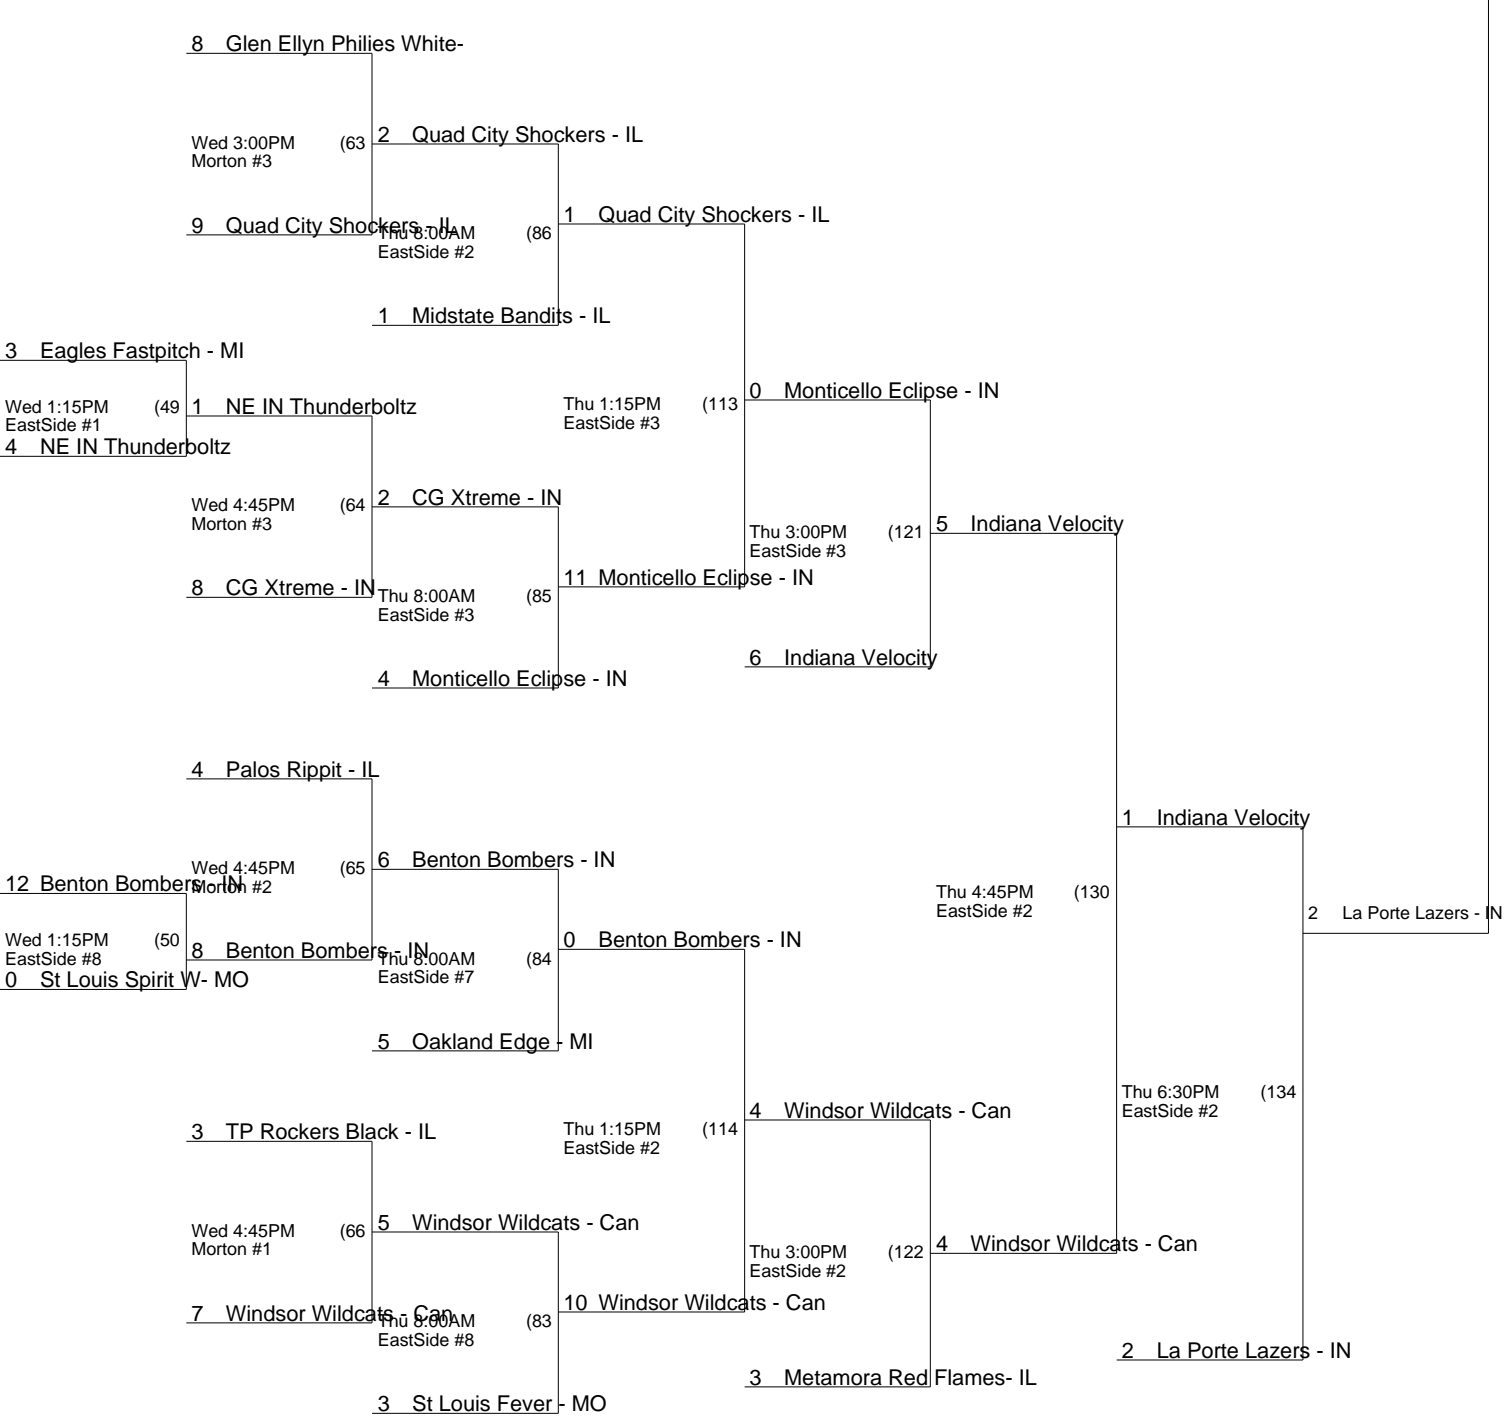 8 Glen Ellyn Philies White-
Wed 3:00PM (63
Morton #3
2 Quad City Shockers - IL
9 Quad City Shockers - IL
Thu 8:00AM (86
EastSide #2
1 Quad City Shockers - IL
1 Midstate Bandits - IL
3 Eagles Fastpitch - MI
Wed 1:15PM (49
EastSide #1
1 NE IN Thunderboltz
4 NE IN Thunderboltz
Thu 1:15PM (113
EastSide #3
0 Monticello Eclipse - IN
Wed 4:45PM (64
Morton #3
2 CG Xtreme - IN
Thu 3:00PM (121
EastSide #3
5 Indiana Velocity
8 CG Xtreme - IN
Thu 8:00AM (85
EastSide #3
11 Monticello Eclipse - IN
6 Indiana Velocity
4 Monticello Eclipse - IN
4 Palos Rippit - IL
1 Indiana Velocity
Wed 4:45PM (65
Morton #2
6 Benton Bombers - IN
12 Benton Bombers - IN
Thu 4:45PM (130
EastSide #2
2 La Porte Lazers - IN
Wed 1:15PM (50
EastSide #8
8 Benton Bombers - IN
Thu 8:00AM (84
EastSide #7
0 Benton Bombers - IN
0 St Louis Spirit W- MO
5 Oakland Edge - MI
Thu 6:30PM (134
EastSide #2
3 TP Rockers Black - IL
Thu 1:15PM (114
EastSide #2
4 Windsor Wildcats - Can
Wed 4:45PM (66
Morton #1
5 Windsor Wildcats - Can
Thu 3:00PM (122
EastSide #2
4 Windsor Wildcats - Can
7 Windsor Wildcats - Can
Thu 8:00AM (83
EastSide #8
10 Windsor Wildcats - Can
2 La Porte Lazers - IN
3 Metamora Red Flames- IL
3 St Louis Fever - MO